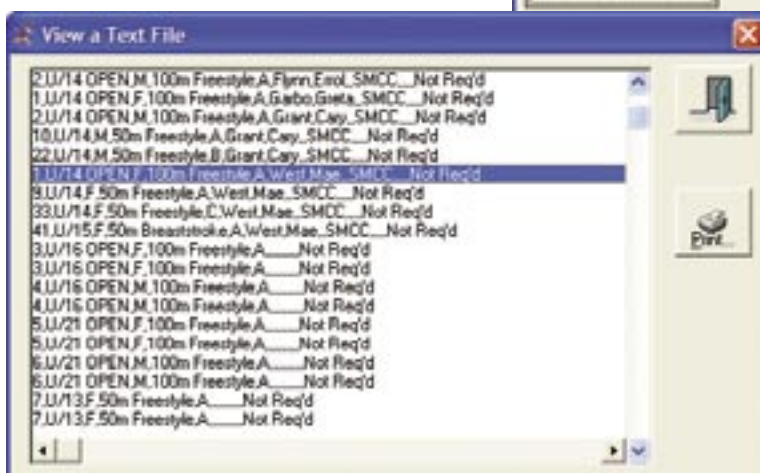 View a Text File
2,U/14 OPEN,M,100m Freestyle,A,Flynn,Errol,,SMCC,,,,Not Req'd
1,U/14 OPEN,F,100m Freestyle,A,Garbo,Greta,,SMCC,,,,Not Req'd
2,U/14 OPEN,M,100m Freestyle,A,Grant,Cary,,SMCC,,,,Not Req'd
10,U/14,M,50m Freestyle,A,Grant,Cary,,SMCC,,,,Not Req'd
22,U/14,M,50m Freestyle,B,Grant,Cary,,SMCC,,,,Not Req'd
1,U/14 OPEN,F,100m Freestyle,A,West,Mae,,SMCC,,,,Not Req'd
9,U/14,F,50m Freestyle,A,West,Mae,,SMCC,,,,Not Req'd
33,U/14,F,50m Freestyle,C,West,Mae,,SMCC,,,,Not Req'd
41,U/15,F,50m Breaststroke,A,West,Mae,,SMCC,,,,Not Req'd
3,U/16 OPEN,F,100m Freestyle,A,,,,,,,,Not Req'd
3,U/16 OPEN,F,100m Freestyle,A,,,,,,,,Not Req'd
4,U/16 OPEN,M,100m Freestyle,A,,,,,,,,Not Req'd
4,U/16 OPEN,M,100m Freestyle,A,,,,,,,,Not Req'd
5,U/21 OPEN,F,100m Freestyle,A,,,,,,,,Not Req'd
5,U/21 OPEN,F,100m Freestyle,A,,,,,,,,Not Req'd
6,U/21 OPEN,M,100m Freestyle,A,,,,,,,,Not Req'd
6,U/21 OPEN,M,100m Freestyle,A,,,,,,,,Not Req'd
7,U/13,F,50m Freestyle,A,,,,,,,,Not Req'd
7,U/13,F,50m Freestyle,A,,,,,,,,Not Req'd
Print...